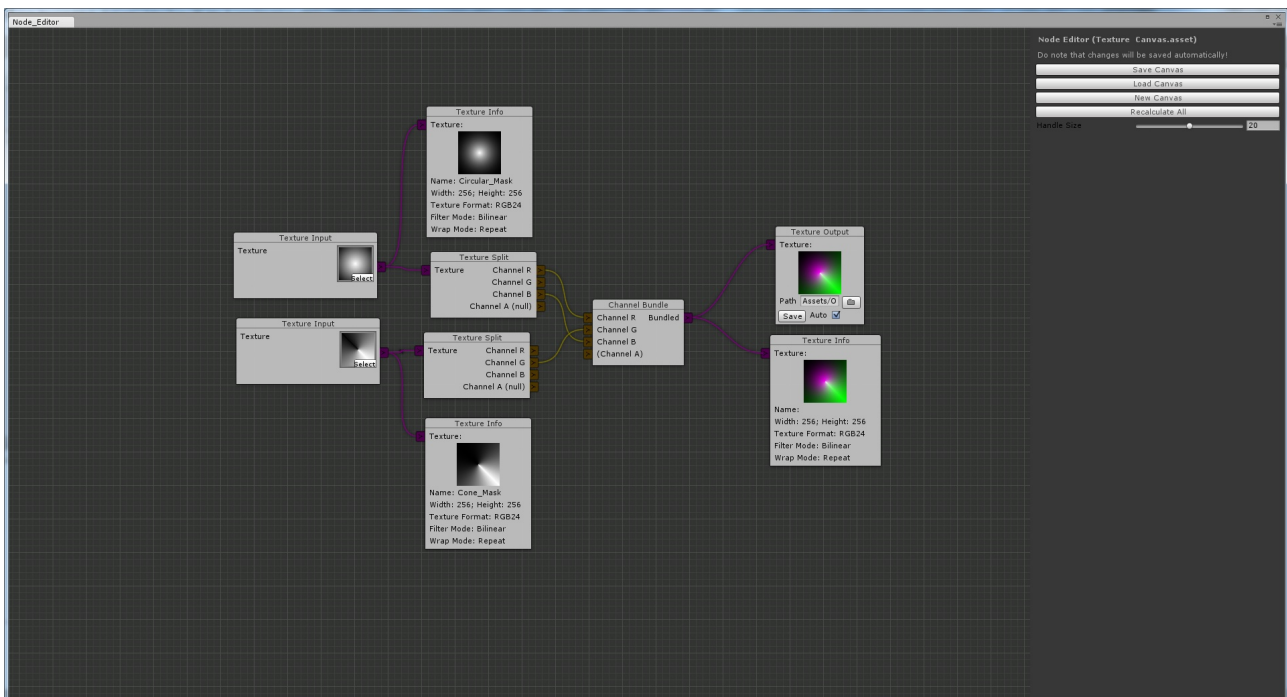 Node_Editor
Node Editor (Texture Canvas.asset)
Do note that changes will be saved automatically!
Save Canvas
Load Canvas
New Canvas
Recalculate All
Handle Size 20
Texture Info
Texture:
Name: Circular_Mask
Width: 256; Height: 256
Texture Format: RGB24
Filter Mode: Bilinear
Wrap Mode: Repeat
Texture Input
Texture
Select
Texture Split
Texture Channel R
Channel G
Channel B
Channel A (null)
Texture Input
Texture
Select
Texture Split
Texture Channel R
Channel G
Channel B
Channel A (null)
Texture Info
Texture:
Name: Cone_Mask
Width: 256; Height: 256
Texture Format: RGB24
Filter Mode: Bilinear
Wrap Mode: Repeat
Channel Bundle
Channel R Bundled
Channel G
Channel B
(Channel A)
Texture Output
Texture:
Path Assets/O
Save Auto
Texture Info
Texture:
Name:
Width: 256; Height: 256
Texture Format: RGB24
Filter Mode: Bilinear
Wrap Mode: Repeat